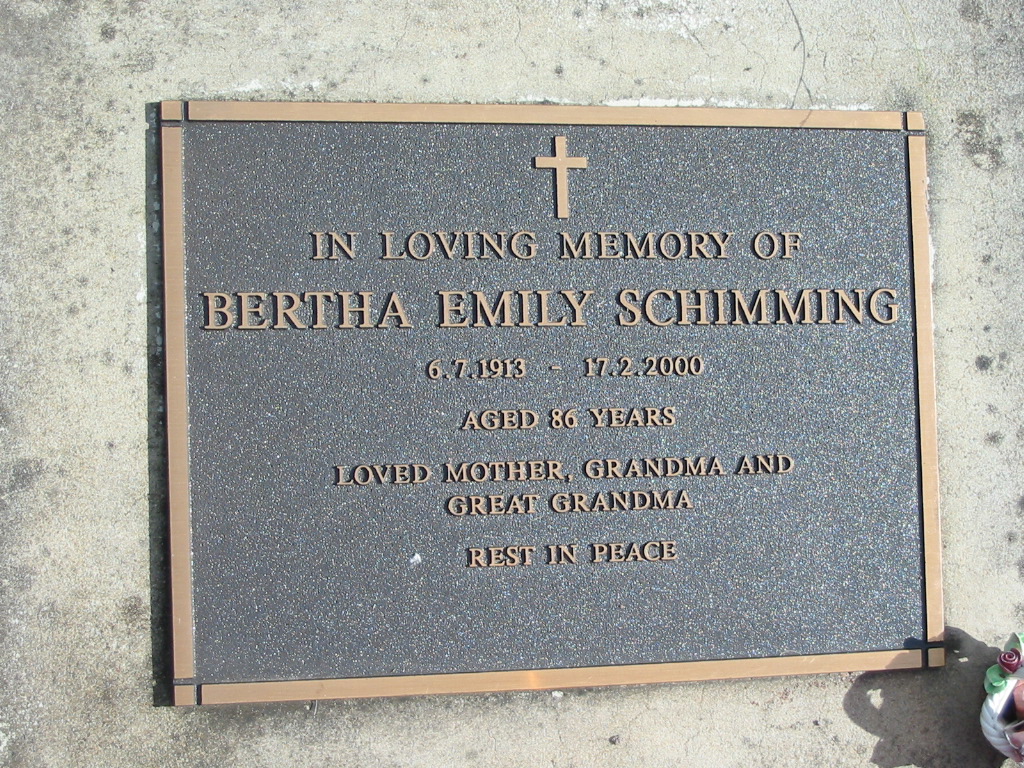 IN LOVING MEMORY OF
BERTHA EMILY SCHIMMING
6.7.1913 - 17.2.2000
AGED 86 YEARS
LOVED MOTHER, GRANDMA AND
GREAT GRANDMA
REST IN PEACE